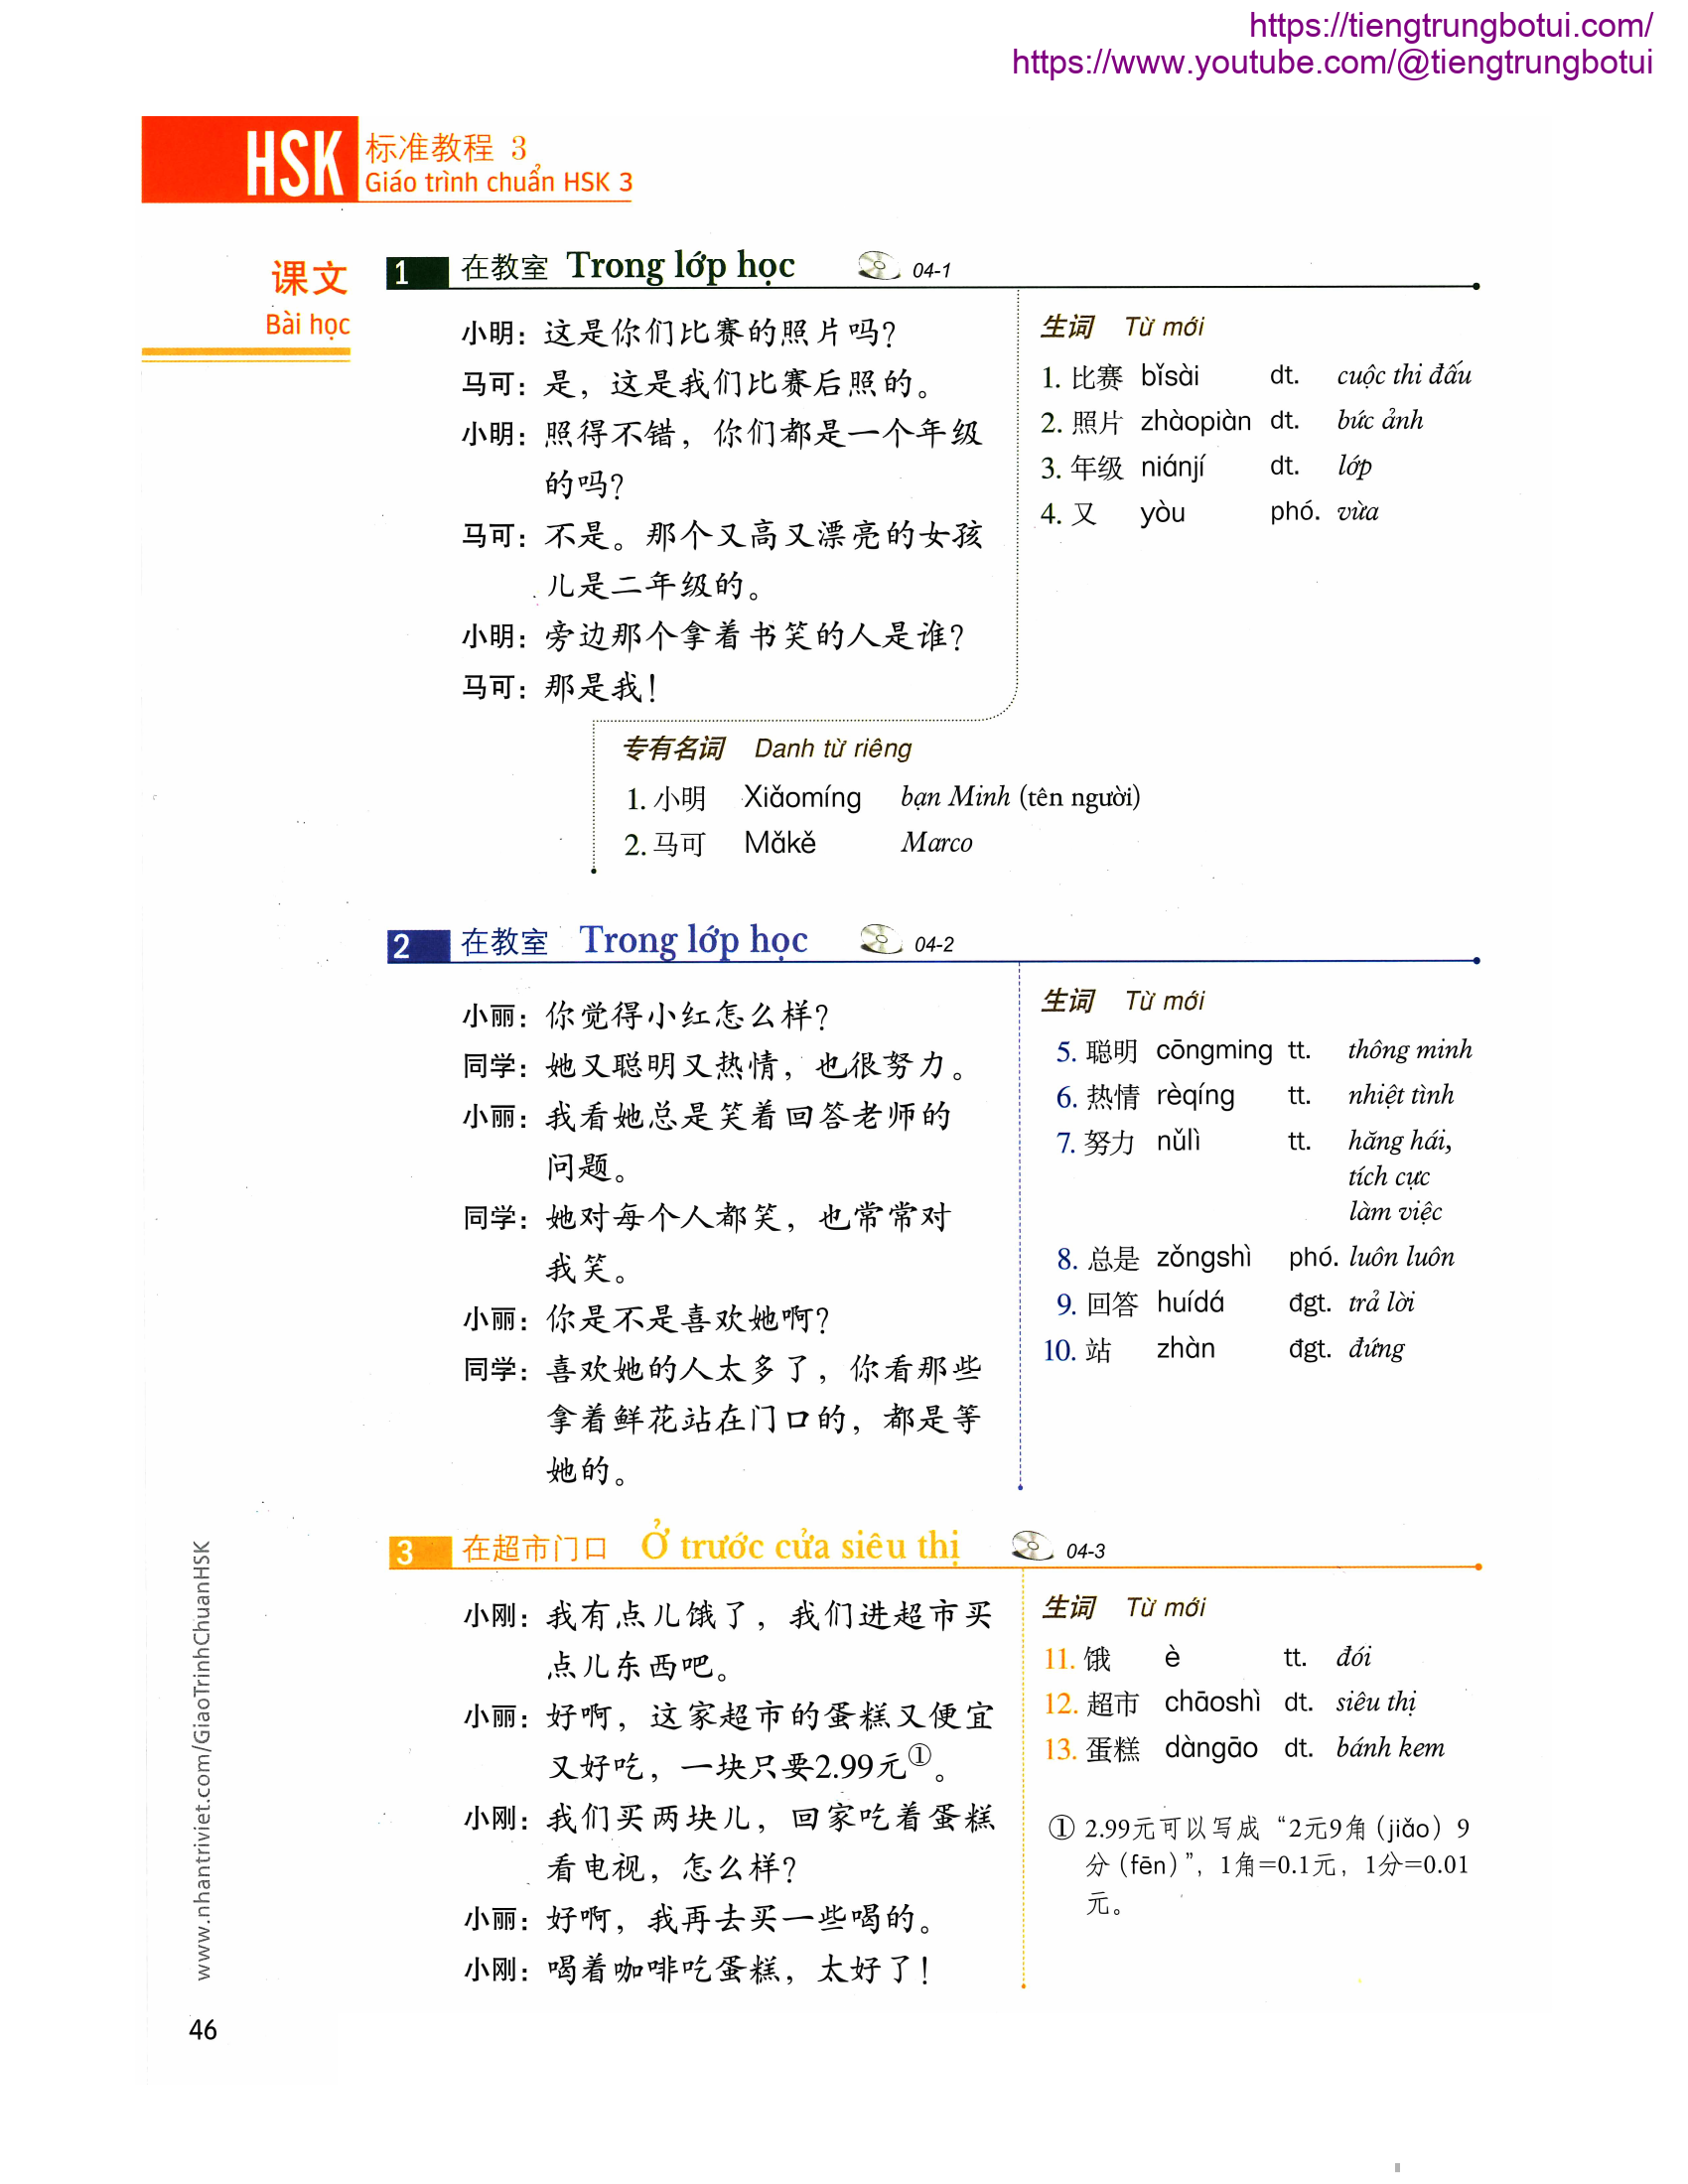 https://tiengtrungbotui.com/
https://www.youtube.com/@tiengtrungbotui
HSK 标准教程 3
Giáo trình chuẩn HSK 3
课文
Bài học
1 在教室 Trong lớp học 04-1
小明：这是你们比赛的照片吗？
马可：是，这是我们比赛后照的。
小明：照得不错，你们都是一个年级
的吗？
马可：不是。那个又高又漂亮的女孩
儿是二年级的。
小明：旁边那个拿着书笑的人是谁？
马可：那是我！
生词 Từ mới
1. 比赛 bǐsài dt. cuộc thi đấu
2. 照片 zhàopiàn dt. bức ảnh
3. 年级 niánjí dt. lớp
4. 又 yòu phó. vừa
专有名词 Danh từ riêng
1. 小明 Xiǎomíng bạn Minh (tên người)
2. 马可 Mǎkě Marco
2 在教室 Trong lớp học 04-2
小丽：你觉得小红怎么样？
同学：她又聪明又热情，也很努力。
小丽：我看她总是笑着回答老师的
问题。
同学：她对每个人都笑，也常常对
我笑。
小丽：你是不是喜欢她啊？
同学：喜欢她的人太多了，你看那些
拿着鲜花站在门口的，都是等
她的。
生词 Từ mới
5. 聪明 cōngming tt. thông minh
6. 热情 rèqíng tt. nhiệt tình
7. 努力 nǔlì tt. hăng hái,
tích cực
làm việc
8. 总是 zǒngshì phó. luôn luôn
9. 回答 huídá đgt. trả lời
10. 站 zhàn đgt. đứng
3 在超市门口 Ở trước cửa siêu thị 04-3
小刚：我有点儿饿了，我们进超市买
点儿东西吧。
小丽：好啊，这家超市的蛋糕又便宜
又好吃，一块只要2.99元①。
小刚：我们买两块儿，回家吃着蛋糕
看电视，怎么样？
小丽：好啊，我再去买一些喝的。
小刚：喝着咖啡吃蛋糕，太好了！
生词 Từ mới
11. 饿 è tt. đói
12. 超市 chāoshì dt. siêu thị
13. 蛋糕 dàngāo dt. bánh kem
① 2.99元可以写成“2元9角（jiǎo）9
分（fēn）”，1角=0.1元，1分=0.01
元。
www.nhantriviet.com/GiaoTrinhChuanHSK
46